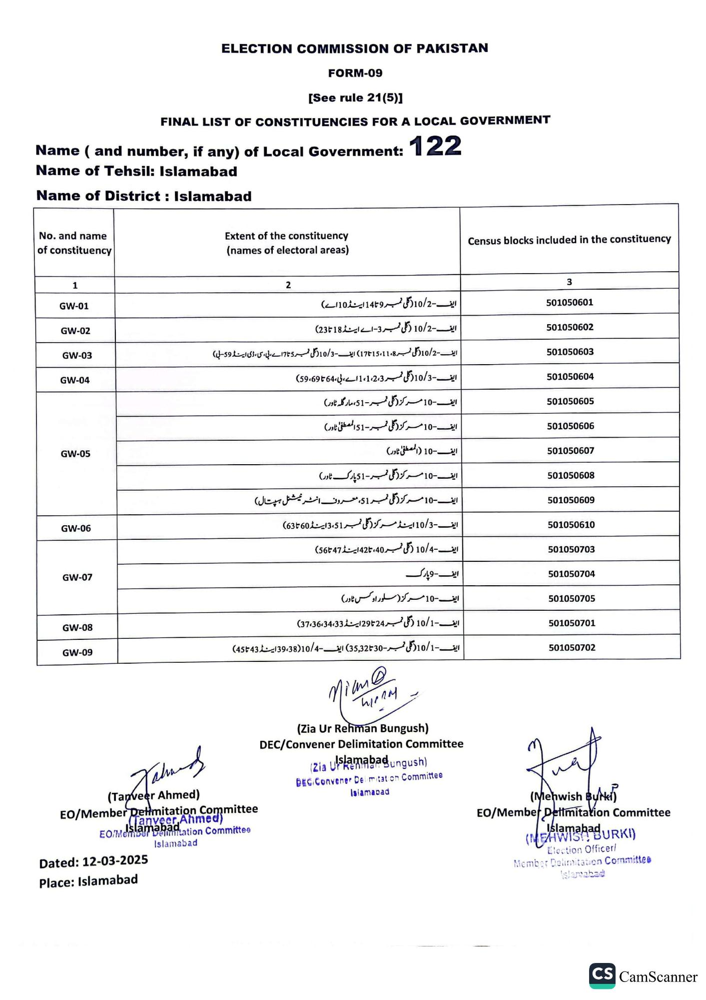 ELECTION COMMISSION OF PAKISTAN
FORM-09
[See rule 21(5)]
FINAL LIST OF CONSTITUENCIES FOR A LOCAL GOVERNMENT
Name ( and number, if any) of Local Government: 122
Name of Tehsil: Islamabad
Name of District : Islamabad
No. and name of constituency | Extent of the constituency (names of electoral areas) | Census blocks included in the constituency
1 | 2 | 3
GW-01 | ایف-10/2(گلی نمبر9تا14اینڈ10اے) | 501050601
GW-02 | ایف-10/2 (گلی نمبر3-اے اینڈ18تا23) | 501050602
GW-03 | ایف-10/2(گلی نمبر8،11،15تا17) ایف-10/3(گلی نمبر5تا7اے،بی،سی،ڈی اینڈ59-بی) | 501050603
GW-04 | ایف-10/3(گلی نمبر3،2،1،1اے،بی،64تا69،59) | 501050604
GW-05 | ایف-10مرکز(گلی نمبر-51،مارگلہ ٹاور) | 501050605
ایف-10مرکز(گلی نمبر-51المصطفیٰ ٹاور) | 501050606
ایف-10 (المصطفیٰ ٹاور) | 501050607
ایف-10مرکز(گلی نمبر-51پارک ٹاور) | 501050608
ایف-10مرکز(گلی نمبر51،معروف انٹرنیشنل ہسپتال) | 501050609
GW-06 | ایف-10/3اینڈمرکز(گلی نمبر51،3اینڈ60تا63) | 501050610
GW-07 | ایف-10/4 (گلی نمبر40،تا42اینڈ47تا56) | 501050703
ایف-9پارک | 501050704
ایف-10مرکز(سلوراوکس ٹاور) | 501050705
GW-08 | ایف-10/1 (گلی نمبر24تا29اینڈ33،34،36،37) | 501050701
GW-09 | ایف-10/1(گلی نمبر-30تا35,32) ایف-10/4(38،39اینڈ43تا45) | 501050702
(Zia Ur Rehman Bungush)
DEC/Convener Delimitation Committee
Islamabad
(Zia Ur Rehman Bungush)
DEC/Convener Delimitation Committee
Islamabad
(Tanveer Ahmed)
EO/Member Delimitation Committee
Islamabad
(Tanveer Ahmed)
EO/Member Delimitation Committee
Islamabad
(Mehwish Burki)
EO/Member Delimitation Committee
Islamabad
(MEHWISH BURKI)
Election Officer/
Member Delimitation Committee
Islamabad
Dated: 12-03-2025
Place: Islamabad
CS CamScanner